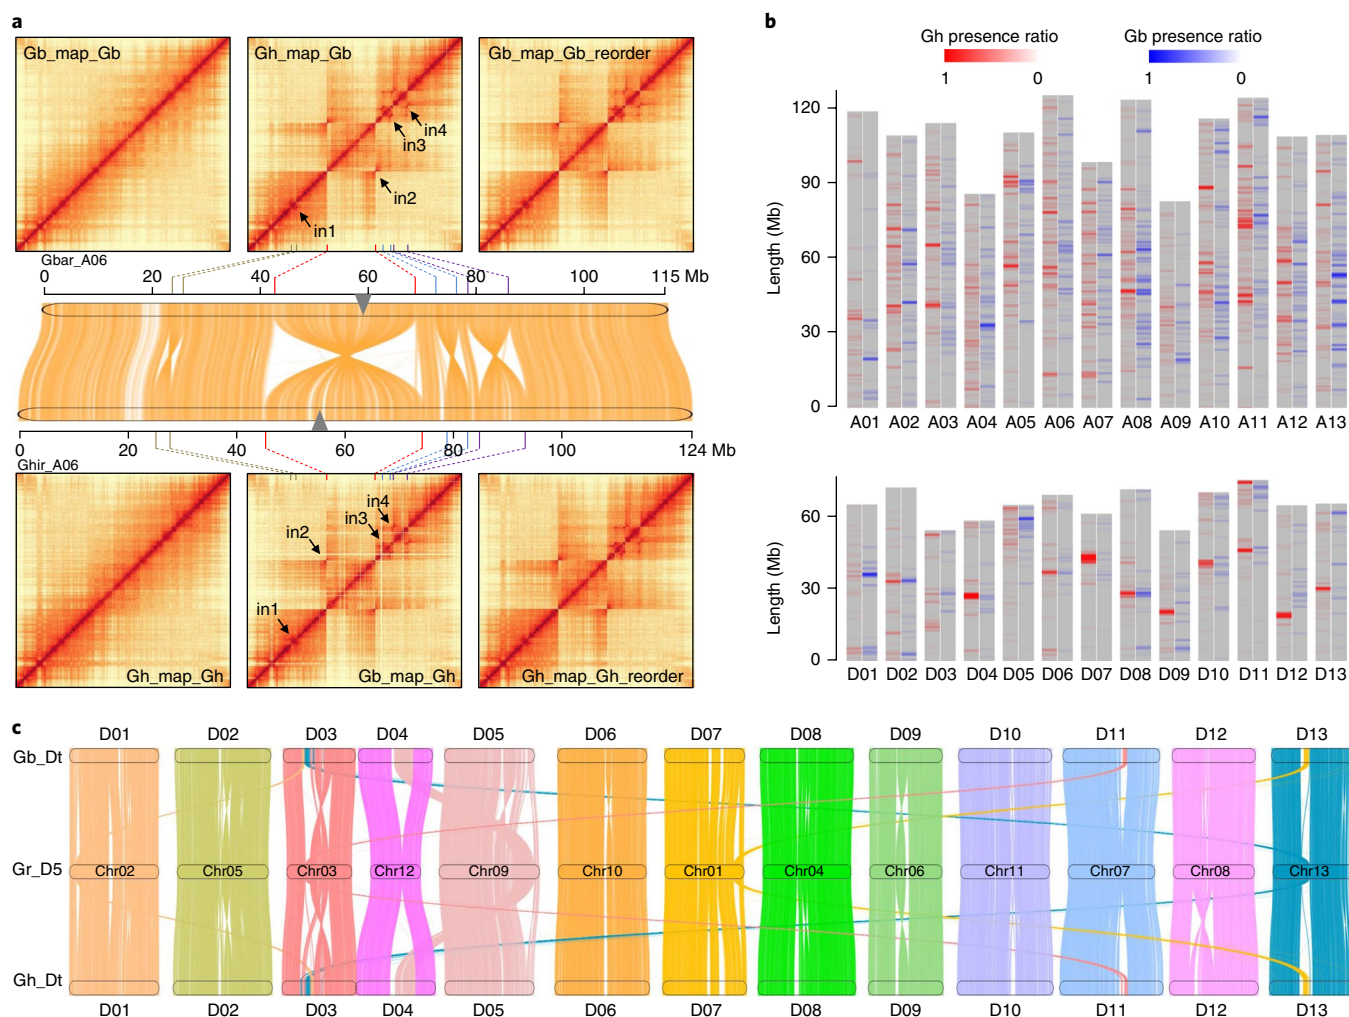 a
Gb_map_Gb
Gh_map_Gb
Gb_map_Gb_reorder
in4
in3
in2
in1
Gbar_A06
0 20 40 60 80 100 115 Mb
0 20 40 60 80 100 124 Mb
Ghir_A06
in4
in3
in2
in1
Gh_map_Gh
Gb_map_Gh
Gh_map_Gh_reorder
b
Gh presence ratio
1 0
Gb presence ratio
1 0
Length (Mb)
120
90
60
30
0
A01 A02 A03 A04 A05 A06 A07 A08 A09 A10 A11 A12 A13
Length (Mb)
60
30
0
D01 D02 D03 D04 D05 D06 D07 D08 D09 D10 D11 D12 D13
c
D01 D02 D03 D04 D05 D06 D07 D08 D09 D10 D11 D12 D13
Gb_Dt
Gr_D5 Chr02 Chr05 Chr03 Chr12 Chr09 Chr10 Chr01 Chr04 Chr06 Chr11 Chr07 Chr08 Chr13
Gh_Dt
D01 D02 D03 D04 D05 D06 D07 D08 D09 D10 D11 D12 D13